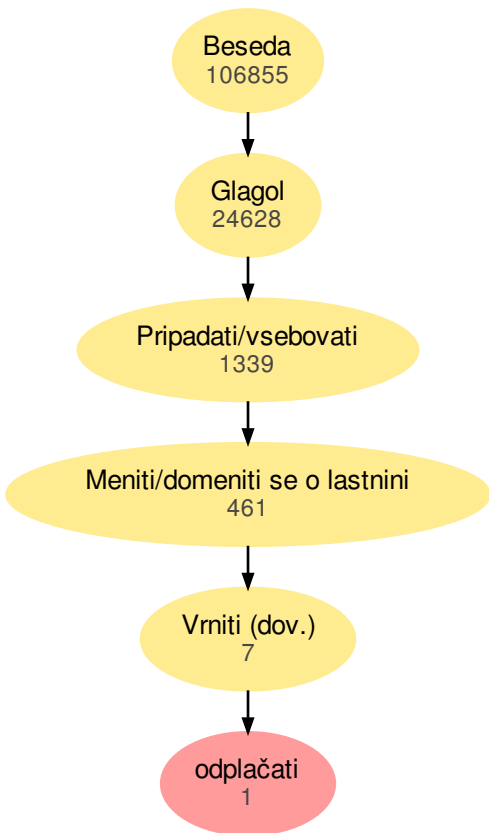 Beseda
106855
Glagol
24628
Pripadati/vsebovati
1339
Meniti/domeniti se o lastnini
461
Vrniti (dov.)
7
odplačati
1